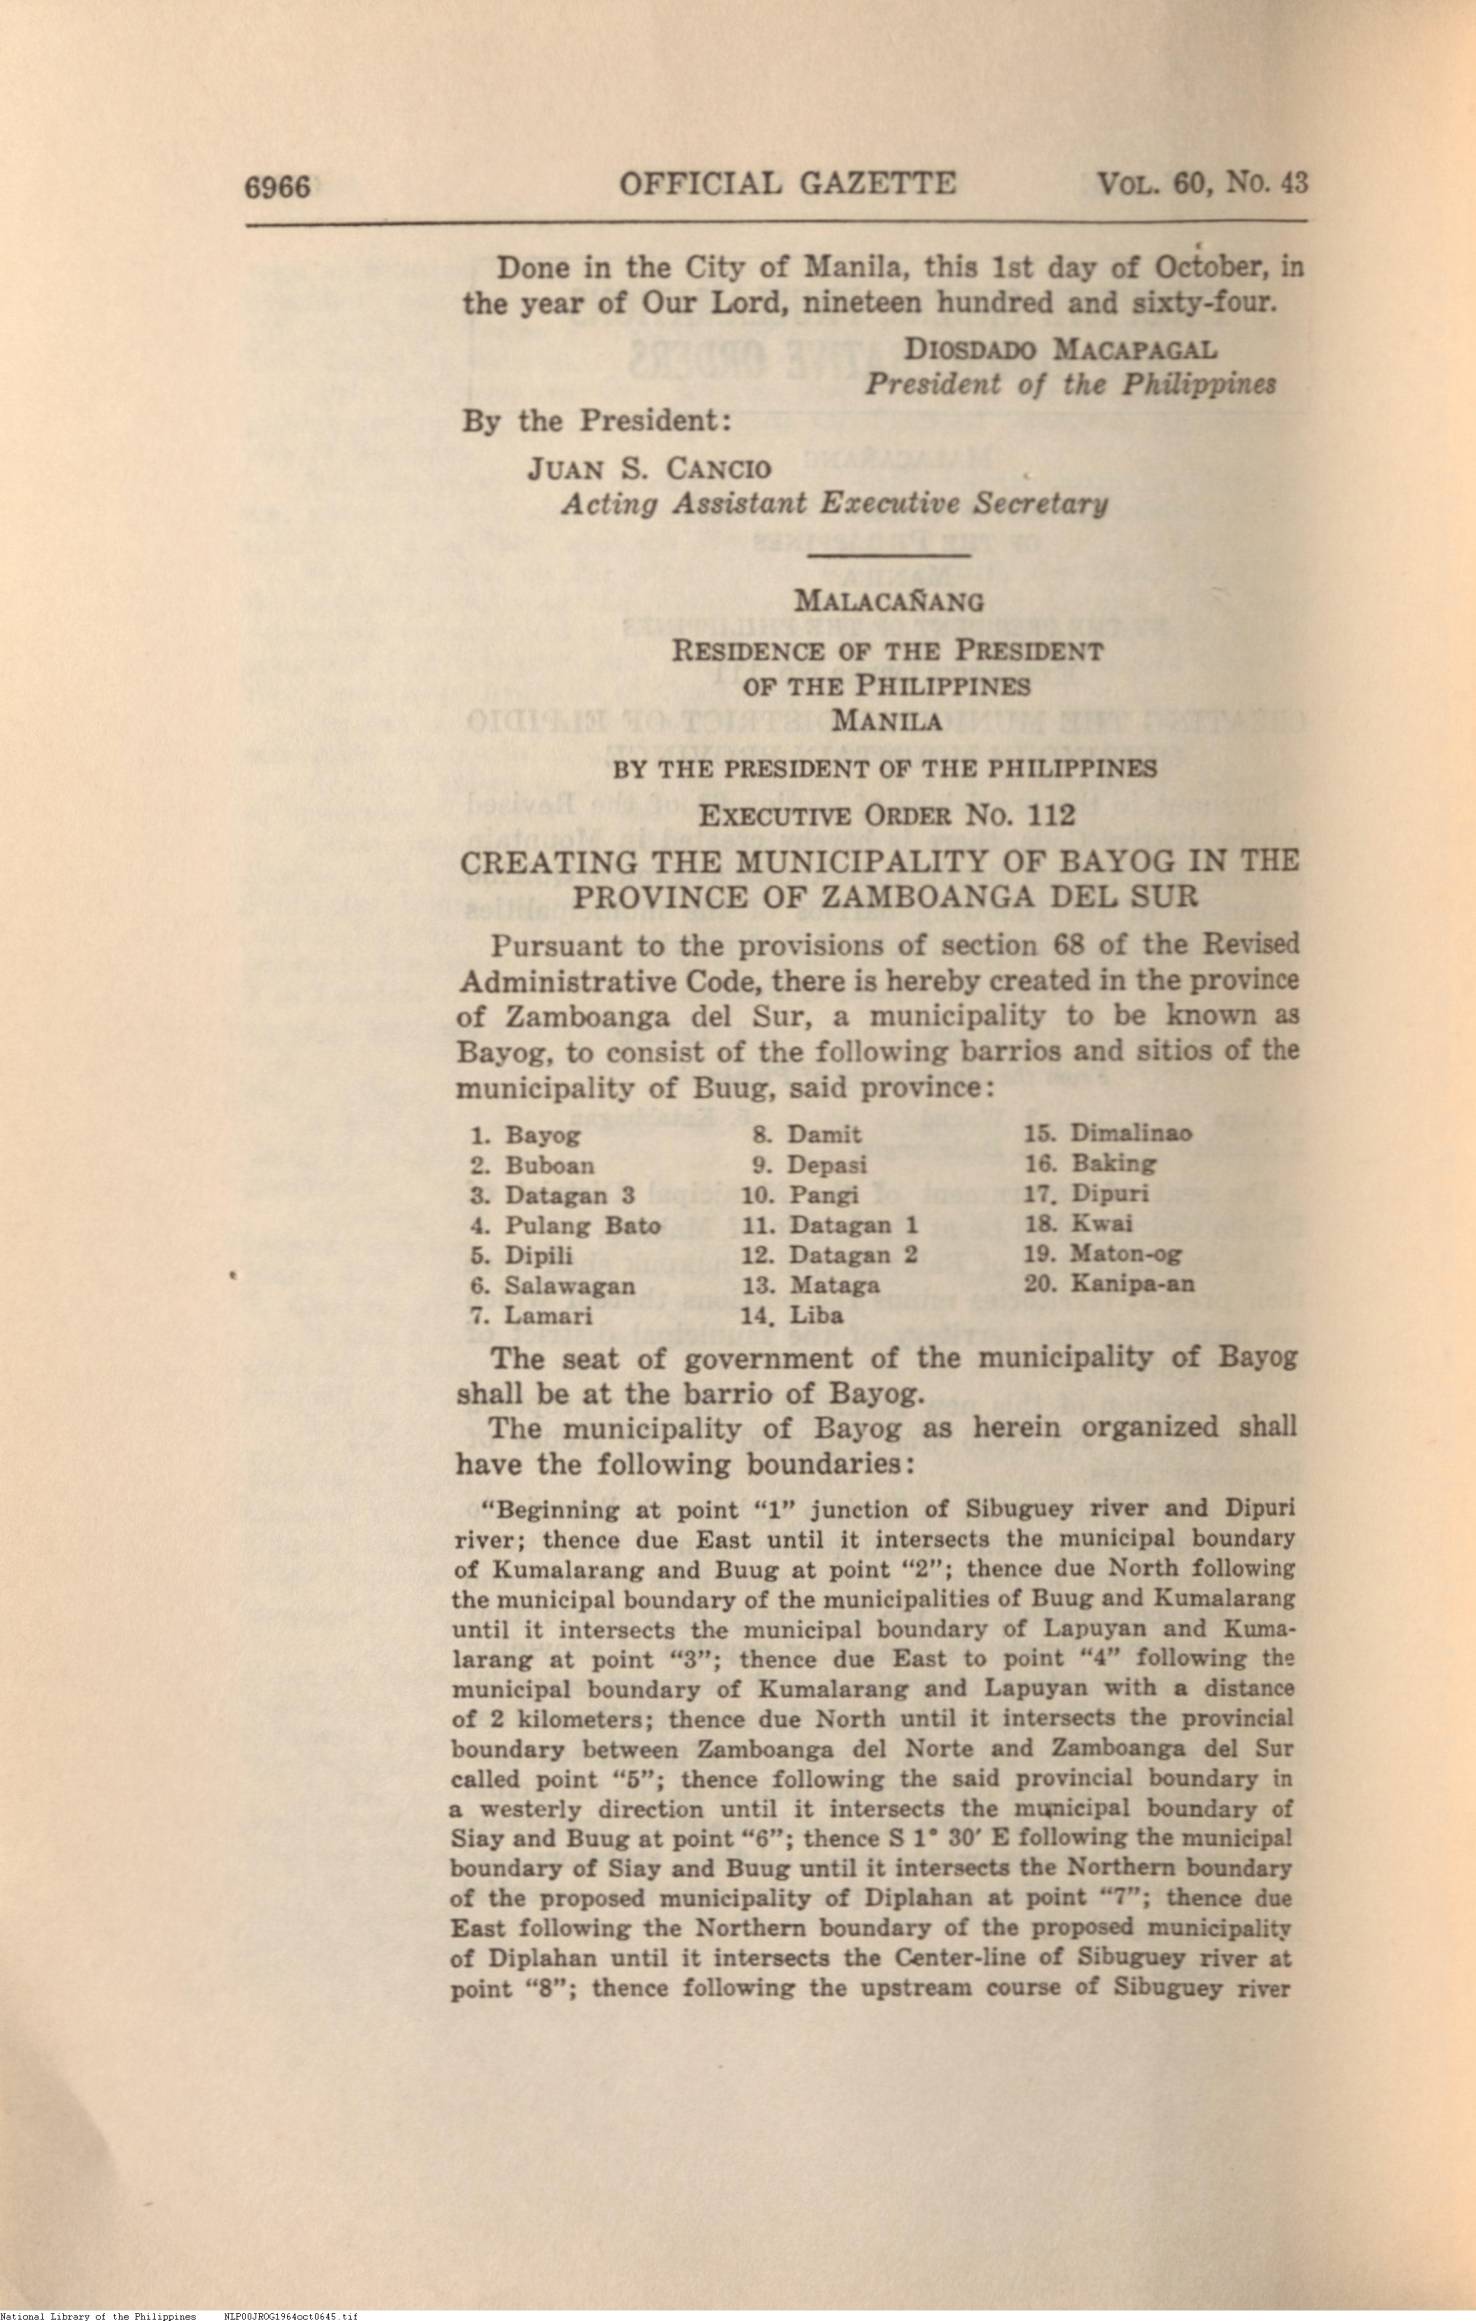 6966 OFFICIAL GAZETTE VOL. 60, NO. 43
Done in the City of Manila, this 1st day of October, in
the year of Our Lord, nineteen hundred and sixty-four.
DIOSDADO MACAPAGAL
President of the Philippines
By the President:
JUAN S. CANCIO
Acting Assistant Executive Secretary
MALACAÑANG
RESIDENCE OF THE PRESIDENT
OF THE PHILIPPINES
MANILA
BY THE PRESIDENT OF THE PHILIPPINES
EXECUTIVE ORDER NO. 112
CREATING THE MUNICIPALITY OF BAYOG IN THE
PROVINCE OF ZAMBOANGA DEL SUR
Pursuant to the provisions of section 68 of the Revised
Administrative Code, there is hereby created in the province
of Zamboanga del Sur, a municipality to be known as
Bayog, to consist of the following barrios and sitios of the
municipality of Buug, said province:
1. Bayog 8. Damit 15. Dimalinao
2. Buboan 9. Depasi 16. Baking
3. Datagan 3 10. Pangi 17. Dipuri
4. Pulang Bato 11. Datagan 1 18. Kwai
5. Dipili 12. Datagan 2 19. Maton-og
6. Salawagan 13. Mataga 20. Kanipa-an
7. Lamari 14. Liba
The seat of government of the municipality of Bayog
shall be at the barrio of Bayog.
The municipality of Bayog as herein organized shall
have the following boundaries:
"Beginning at point "1" junction of Sibuguey river and Dipuri
river; thence due East until it intersects the municipal boundary
of Kumalarang and Buug at point "2"; thence due North following
the municipal boundary of the municipalities of Buug and Kumalarang
until it intersects the municipal boundary of Lapuyan and Kuma-
larang at point "3"; thence due East to point "4" following the
municipal boundary of Kumalarang and Lapuyan with a distance
of 2 kilometers; thence due North until it intersects the provincial
boundary between Zamboanga del Norte and Zamboanga del Sur
called point "5"; thence following the said provincial boundary in
a westerly direction until it intersects the municipal boundary of
Siay and Buug at point "6"; thence S 1° 30′ E following the municipal
boundary of Siay and Buug until it intersects the Northern boundary
of the proposed municipality of Diplahan at point "7"; thence due
East following the Northern boundary of the proposed municipality
of Diplahan until it intersects the Center-line of Sibuguey river at
point "8"; thence following the upstream course of Sibuguey river
National Library of the Philippines NLP00JROG1964oct0645.tif